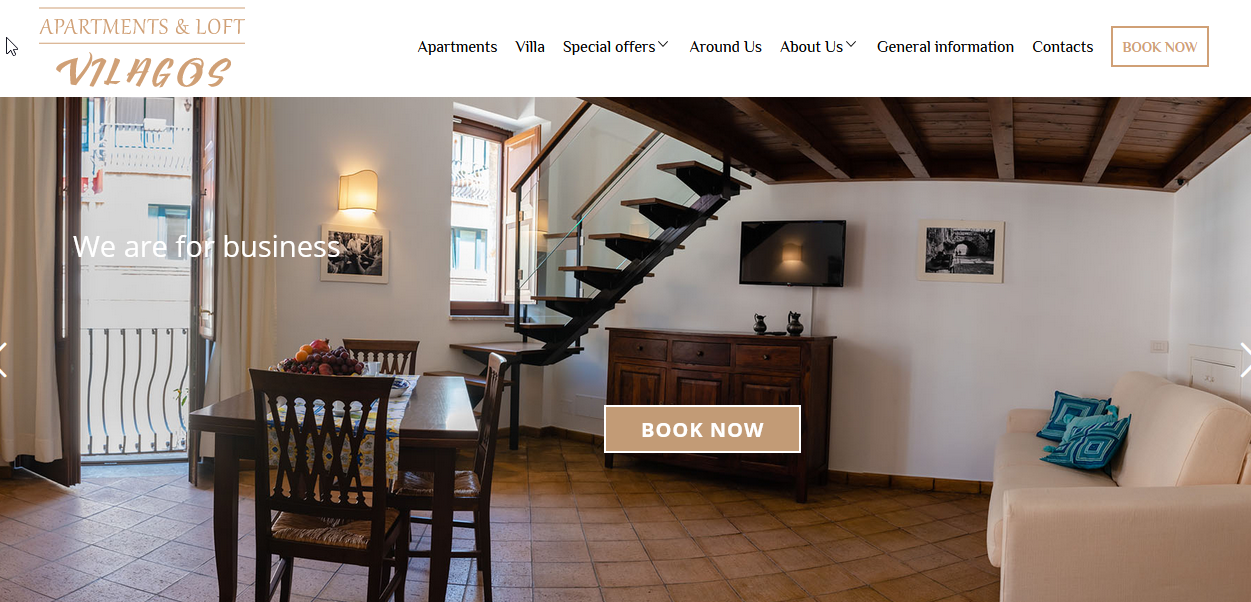 APARTMENTS & LOFT
VILAGOS
Apartments
Villa
Special offers
Around Us
About Us
General information
Contacts
BOOK NOW
We are for business
BOOK NOW